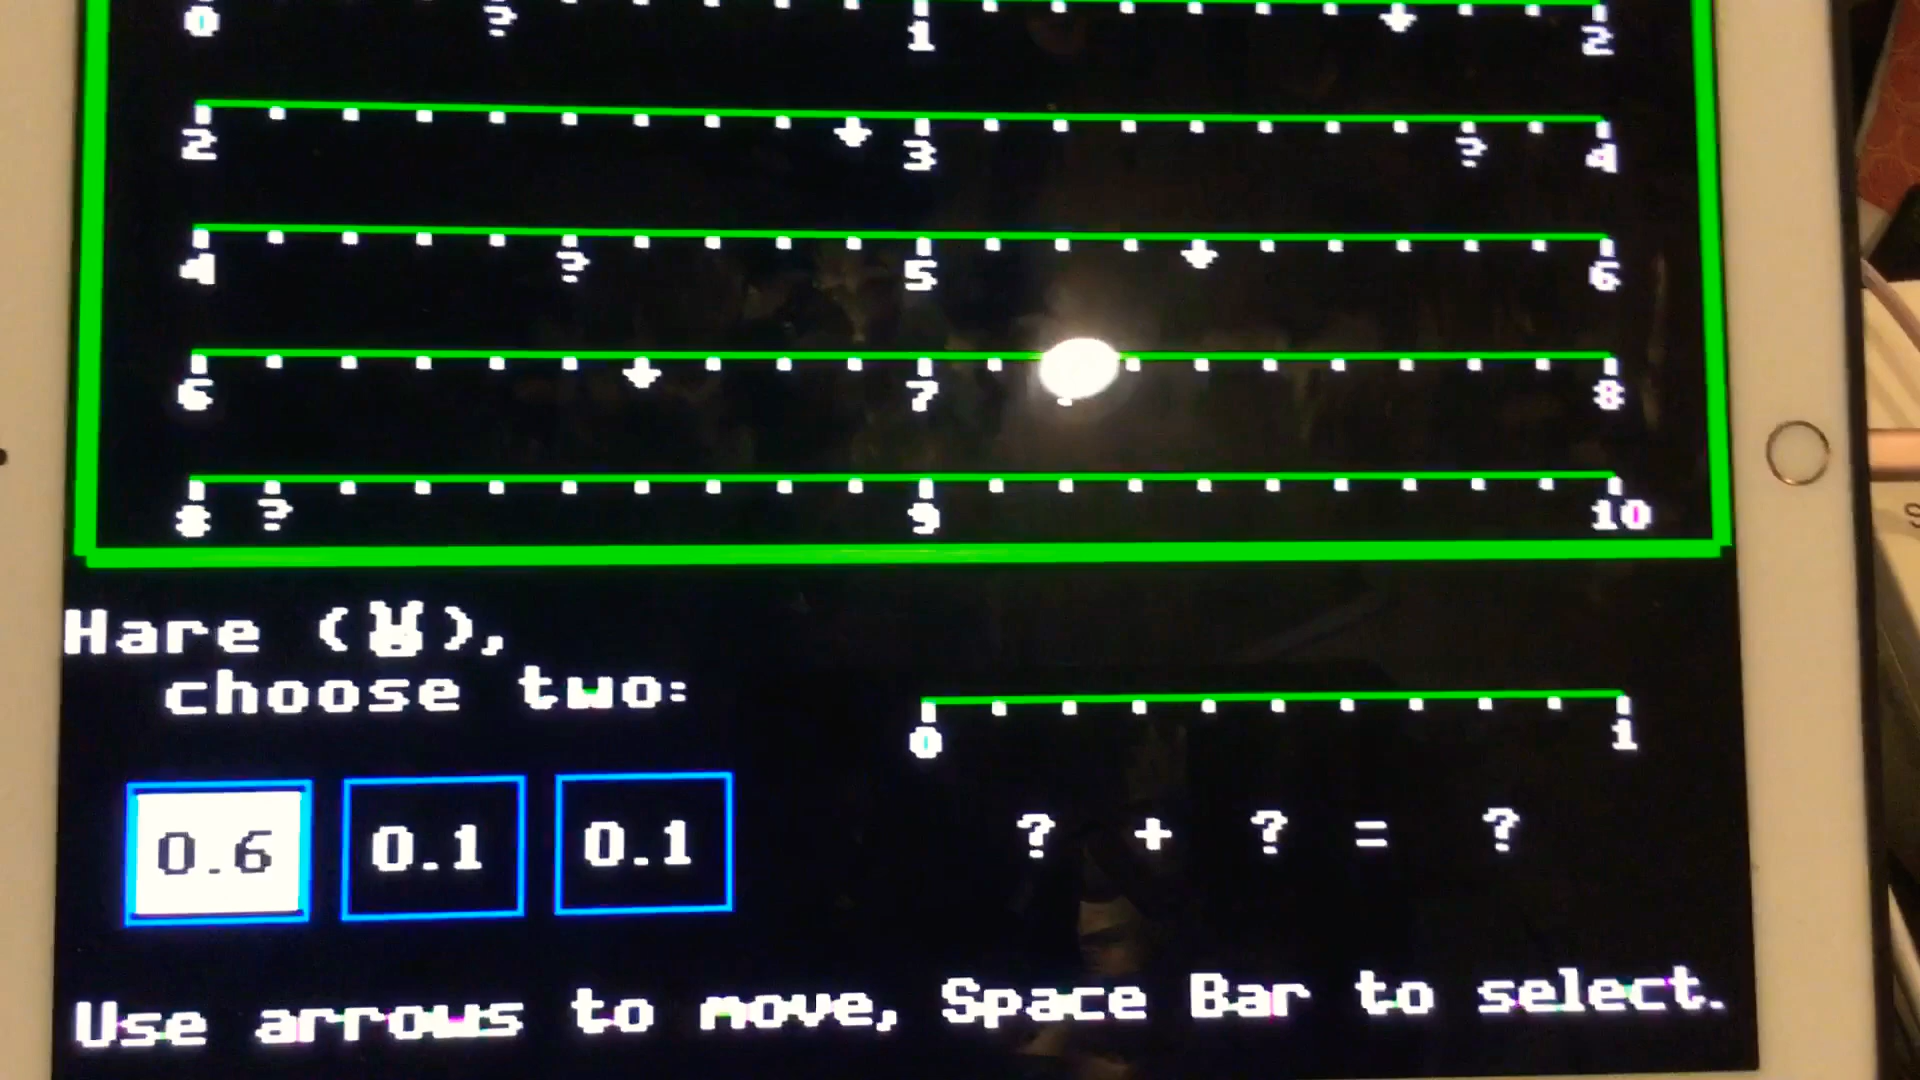 0 ? 1 2
2 3 ? 4
4 ? 5 6
6 7 8
8 ? 9 10
Hare ( ),
choose two:
0 1
0.6 0.1 0.1
? + ? = ?
Use arrows to move, Space Bar to select.